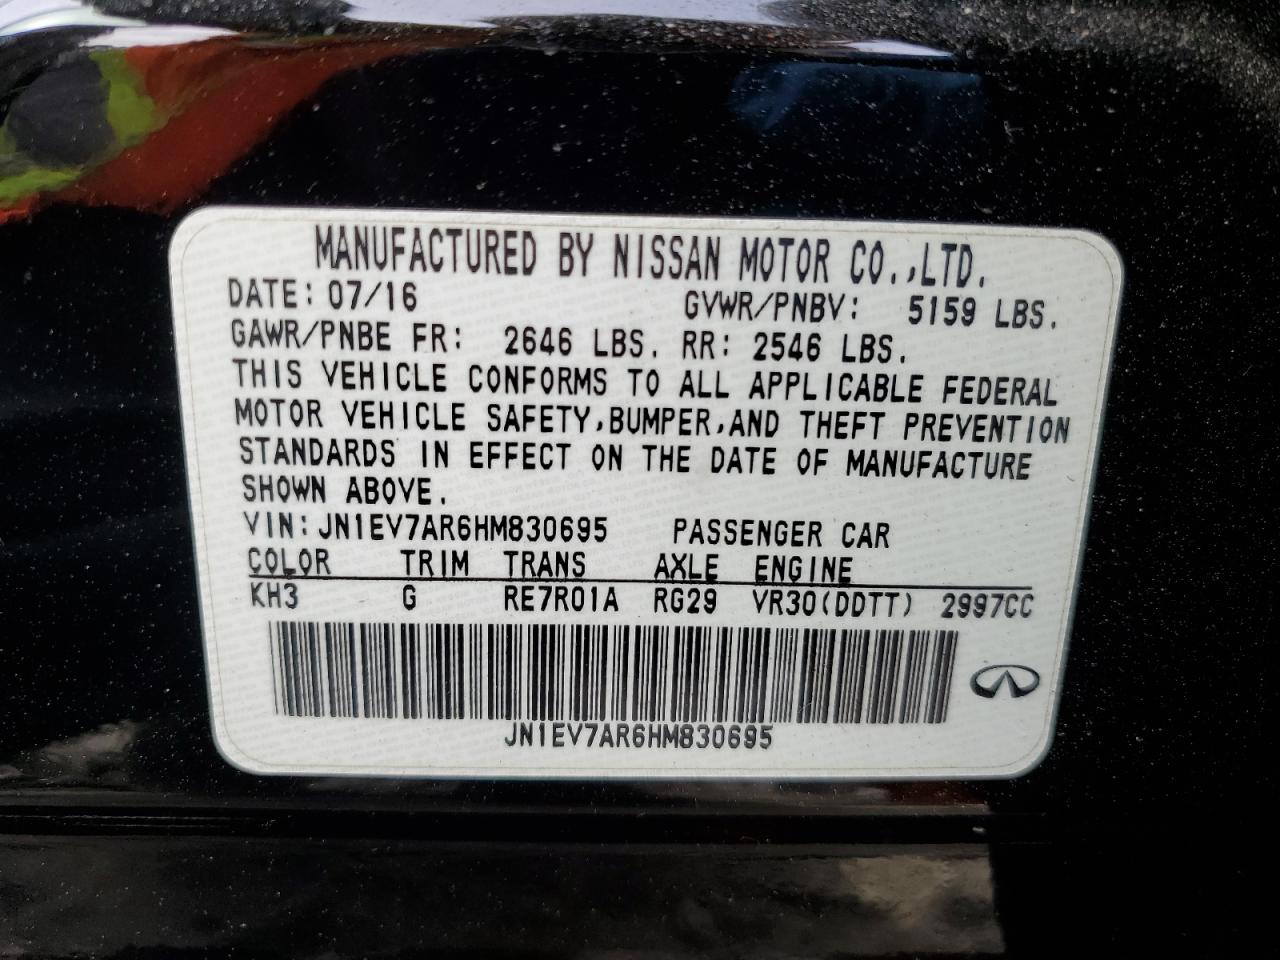 MANUFACTURED BY NISSAN MOTOR CO.,LTD.
DATE: 07/16 GVWR/PNBV: 5159 LBS.
GAWR/PNBE FR: 2646 LBS. RR: 2546 LBS.
THIS VEHICLE CONFORMS TO ALL APPLICABLE FEDERAL
MOTOR VEHICLE SAFETY,BUMPER,AND THEFT PREVENTION
STANDARDS IN EFFECT ON THE DATE OF MANUFACTURE
SHOWN ABOVE.
VIN:JN1EV7AR6HM830695 PASSENGER CAR
COLOR TRIM TRANS AXLE ENGINE
KH3 G RE7R01A RG29 VR30(DDTT) 2997CC
JN1EV7AR6HM830695